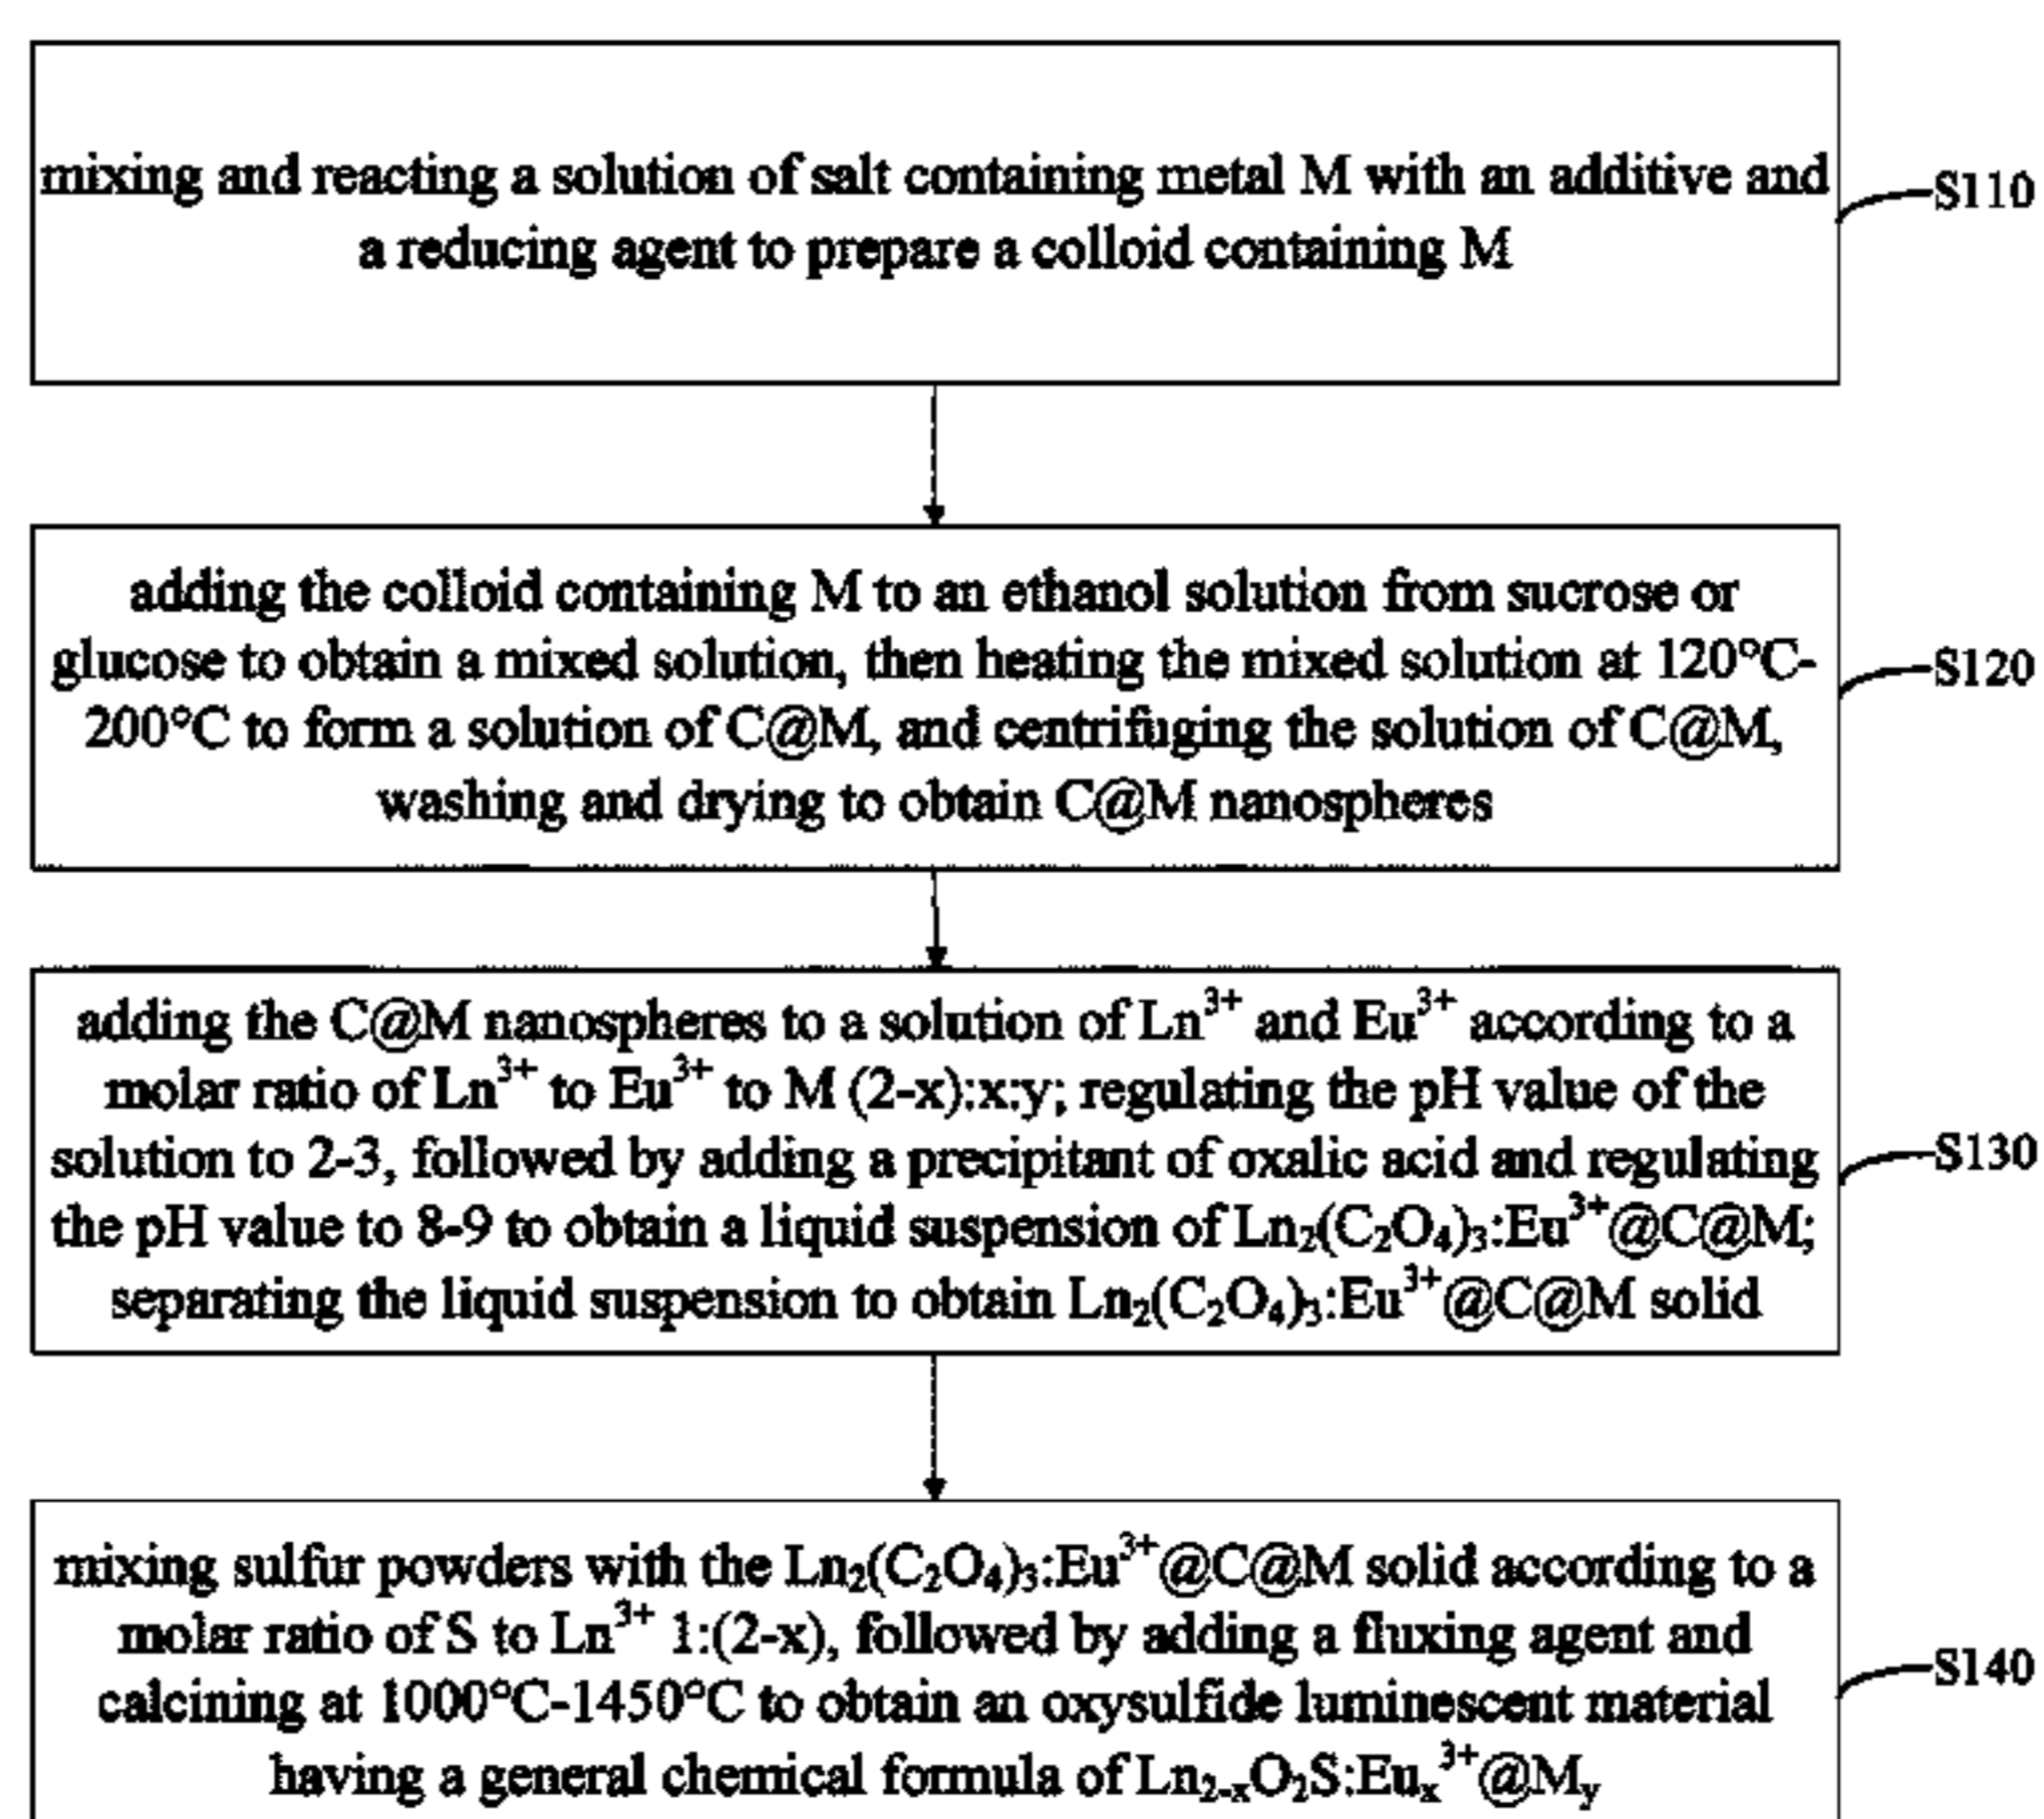 mixing and reacting a solution of salt containing metal M with an additive and
a reducing agent to prepare a colloid containing M
S110
adding the colloid containing M to an ethanol solution from sucrose or
glucose to obtain a mixed solution, then heating the mixed solution at 120°C-
200°C to form a solution of C@M, and centrifuging the solution of C@M,
washing and drying to obtain C@M nanospheres
S120
adding the C@M nanospheres to a solution of Ln³⁺ and Eu³⁺ according to a
molar ratio of Ln³⁺ to Eu³⁺ to M (2-x):x:y; regulating the pH value of the
solution to 2-3, followed by adding a precipitant of oxalic acid and regulating
the pH value to 8-9 to obtain a liquid suspension of Ln₂(C₂O₄)₃:Eu³⁺@C@M;
separating the liquid suspension to obtain Ln₂(C₂O₄)₃:Eu³⁺@C@M solid
S130
mixing sulfur powders with the Ln₂(C₂O₄)₃:Eu³⁺@C@M solid according to a
molar ratio of S to Ln³⁺ 1:(2-x), followed by adding a fluxing agent and
calcining at 1000°C-1450°C to obtain an oxysulfide luminescent material
having a general chemical formula of Ln₂₋ₓO₂S:Euₓ³⁺@Mᵧ
S140